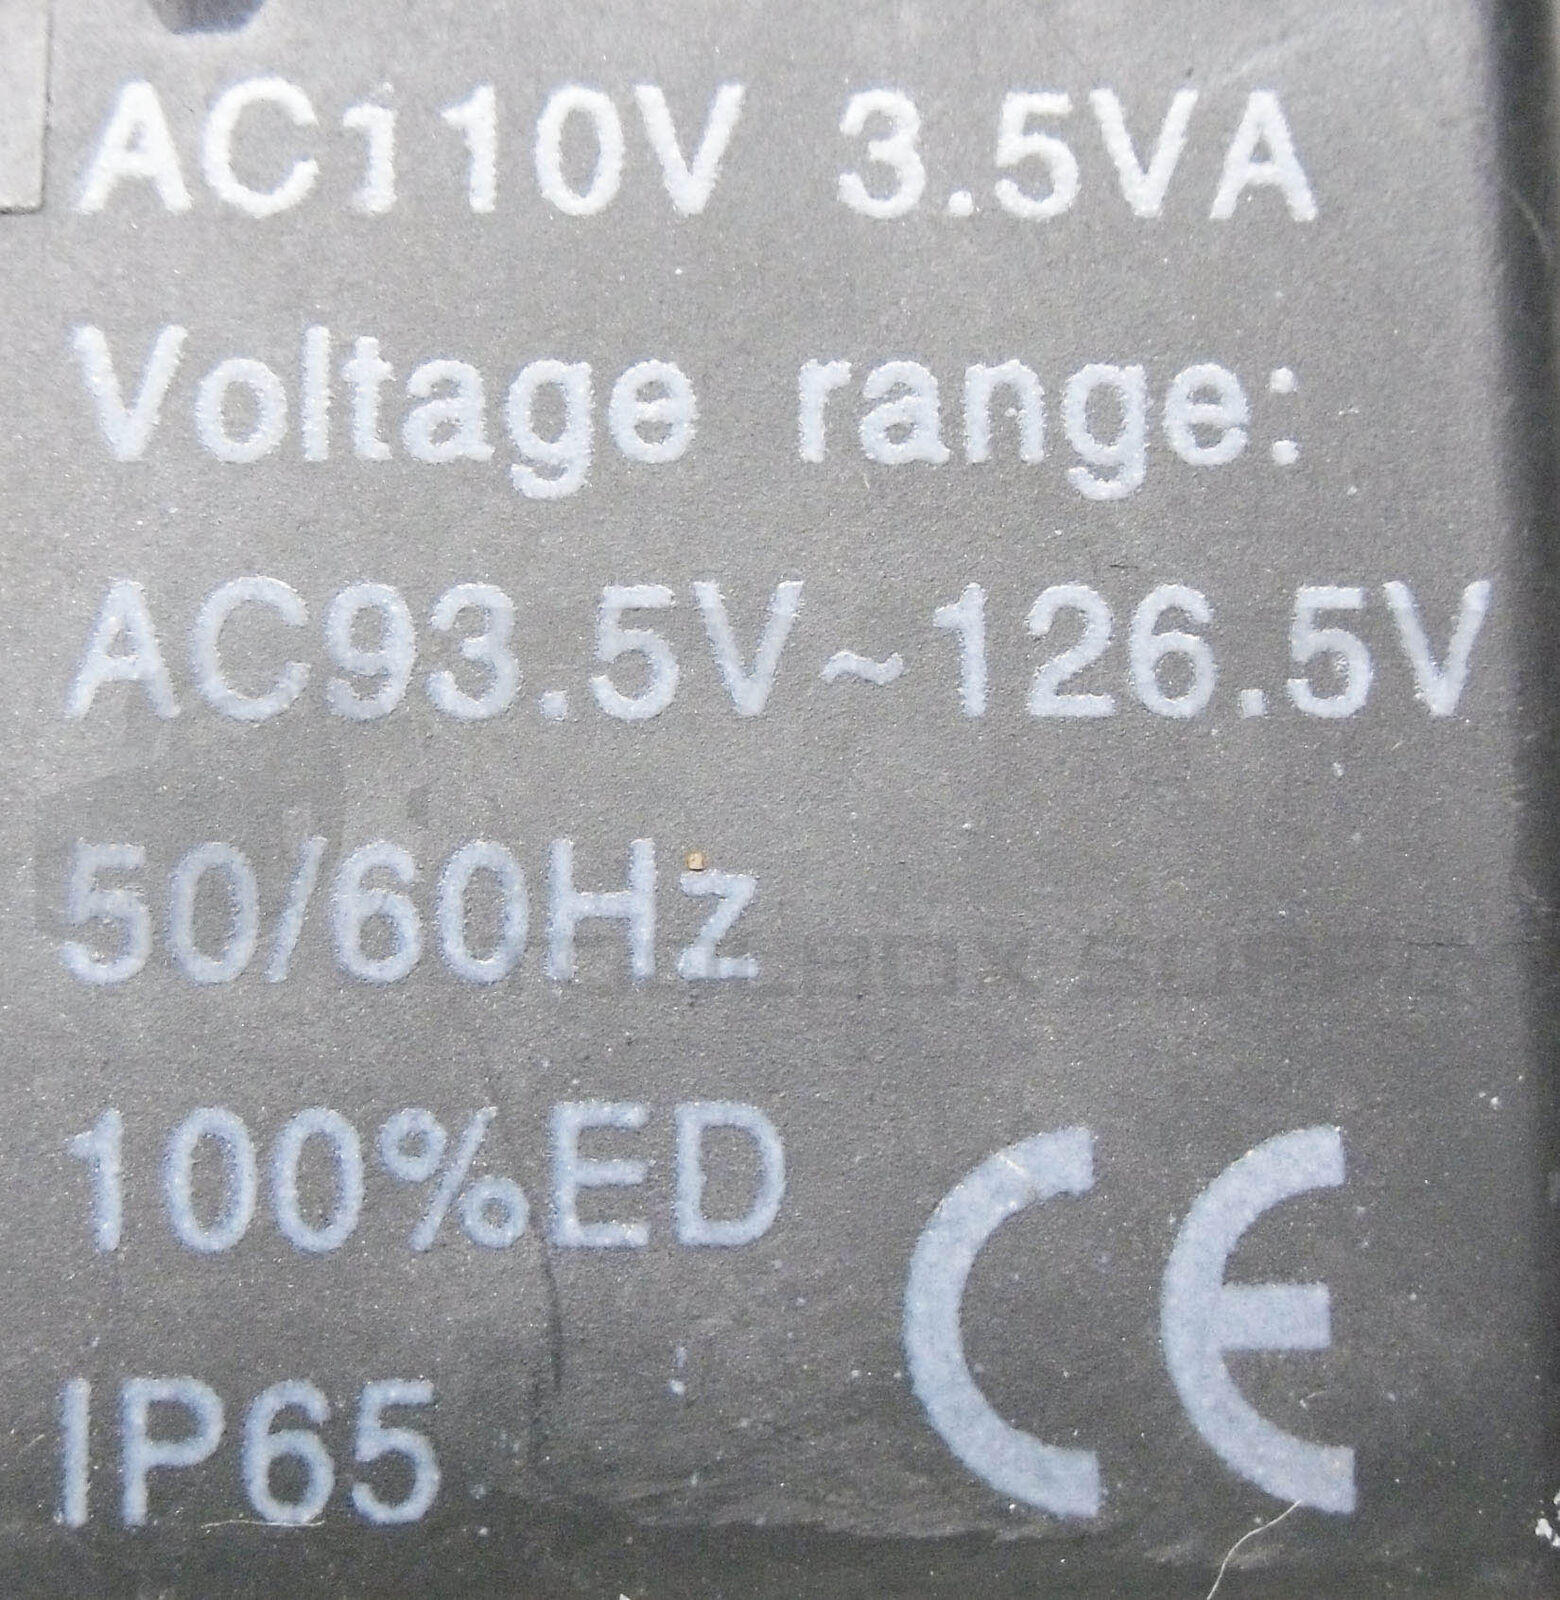 AC110V 3.5VA
Voltage range:
AC93.5V~126.5V
50/60Hz
100%ED
CE
IP65